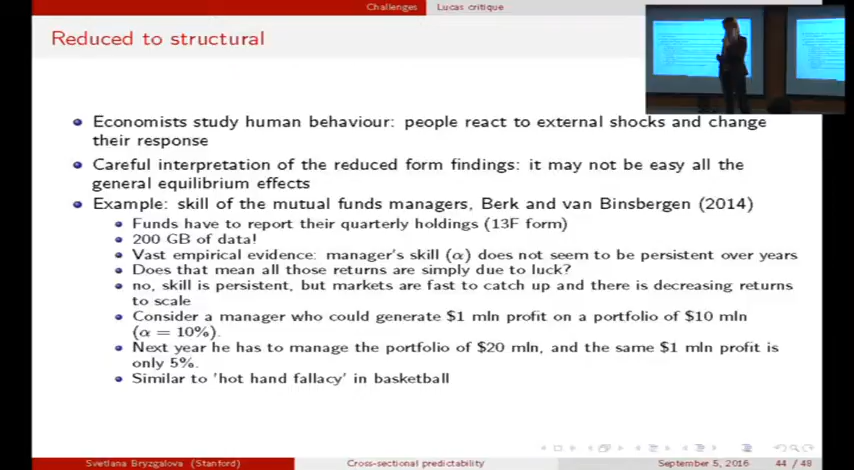 Challenges Lucas critique
Reduced to structural
Economists study human behaviour: people react to external shocks and change
their response
Careful interpretation of the reduced form findings: it may not be easy all the
general equilibrium effects
Example: skill of the mutual funds managers, Berk and van Binsbergen (2014)
Funds have to report their quarterly holdings (13F form)
200 GB of data!
Vast empirical evidence: manager's skill (α) does not seem to be persistent over years
Does that mean all those returns are simply due to luck?
no, skill is persistent, but markets are fast to catch up and there is decreasing returns
to scale
Consider a manager who could generate $1 mln profit on a portfolio of $10 mln
(α = 10%).
Next year he has to manage the portfolio of $20 mln, and the same $1 mln profit is
only 5%.
Similar to 'hot hand fallacy' in basketball
Svetlana Bryzgalova (Stanford) Cross-sectional predictability September 5, 2016 44 / 48